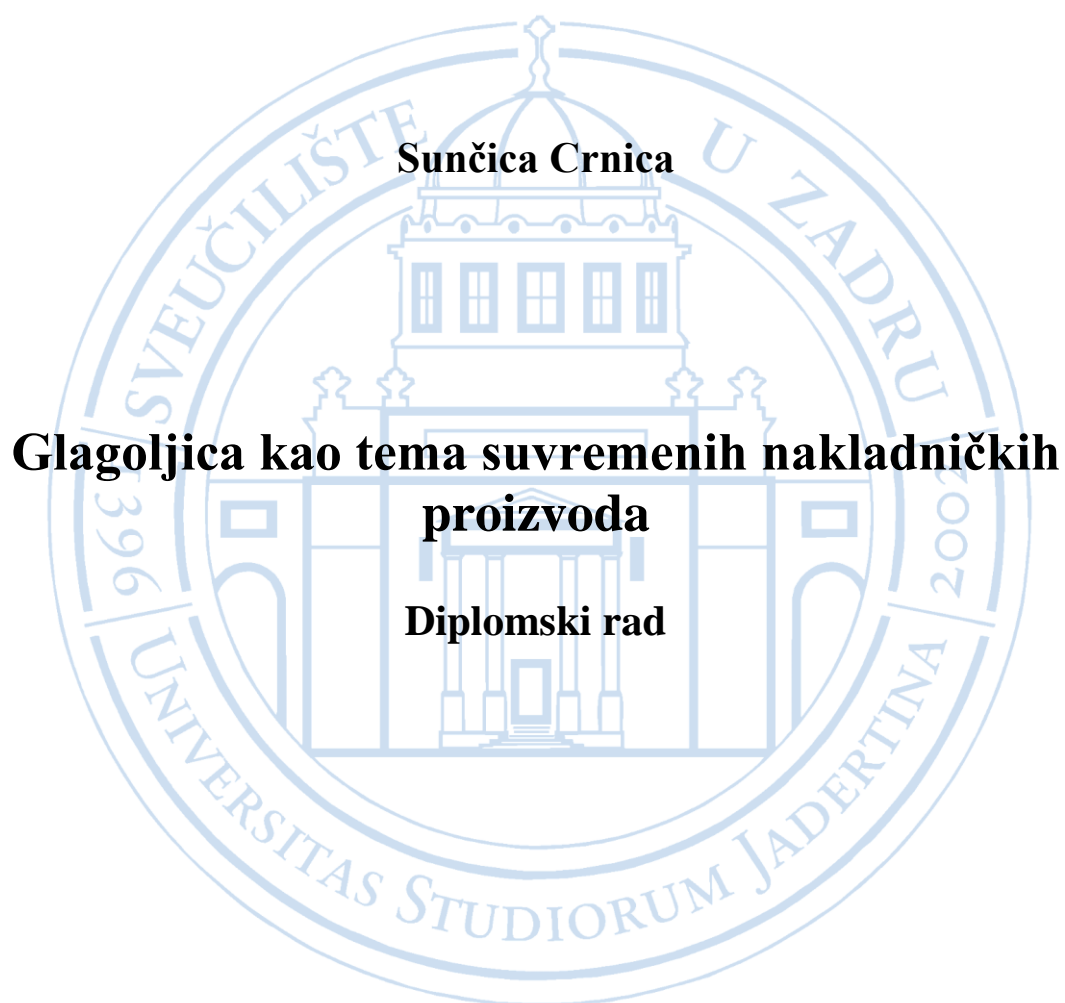 Sunčica Crnica
Glagoljica kao tema suvremenih nakladničkih
proizvoda
Diplomski rad
SVEUČILIŠTE U ZADRU
1396
2002
UNIVERSITAS STUDIORUM JADERTINA